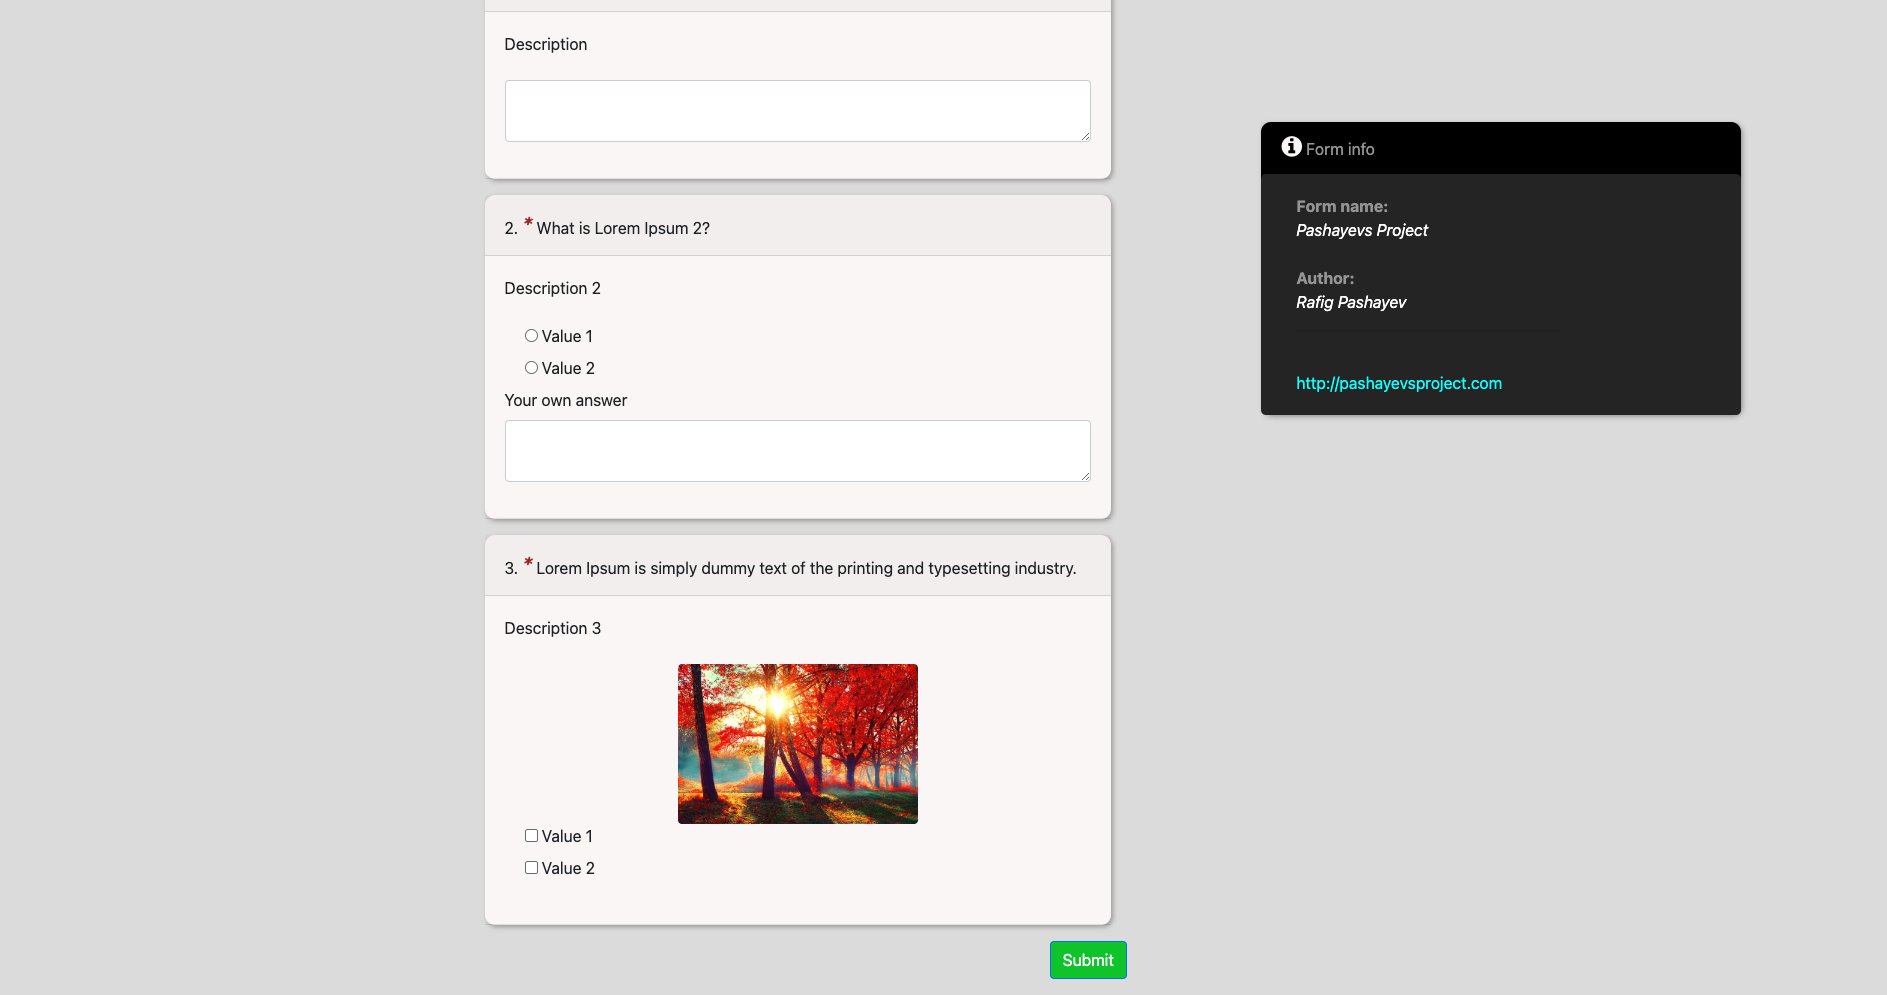 Description
2. * What is Lorem Ipsum 2?
Description 2
Value 1
Value 2
Your own answer
3. * Lorem Ipsum is simply dummy text of the printing and typesetting industry.
Description 3
Value 1
Value 2
Submit
Form info
Form name:
Pashayevs Project
Author:
Rafig Pashayev
http://pashayevsproject.com